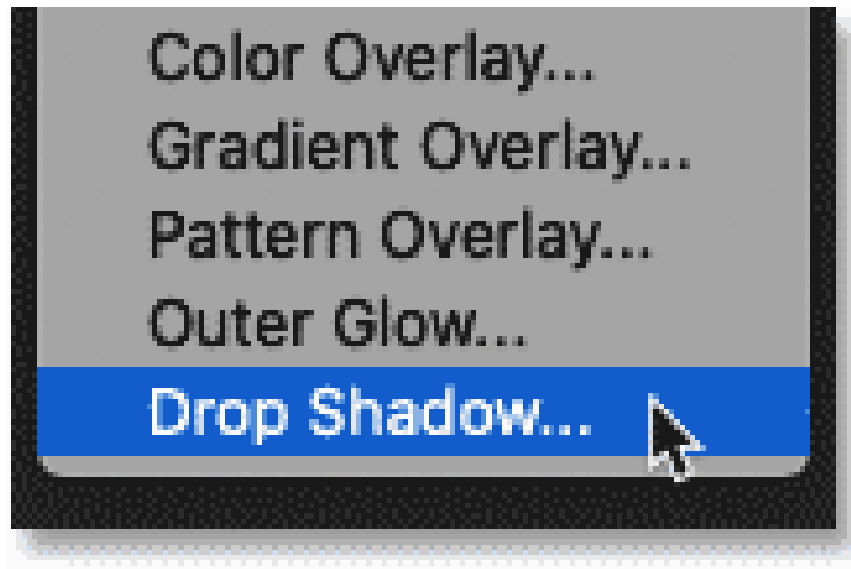 Color Overlay...
Gradient Overlay...
Pattern Overlay...
Outer Glow...
Drop Shadow...